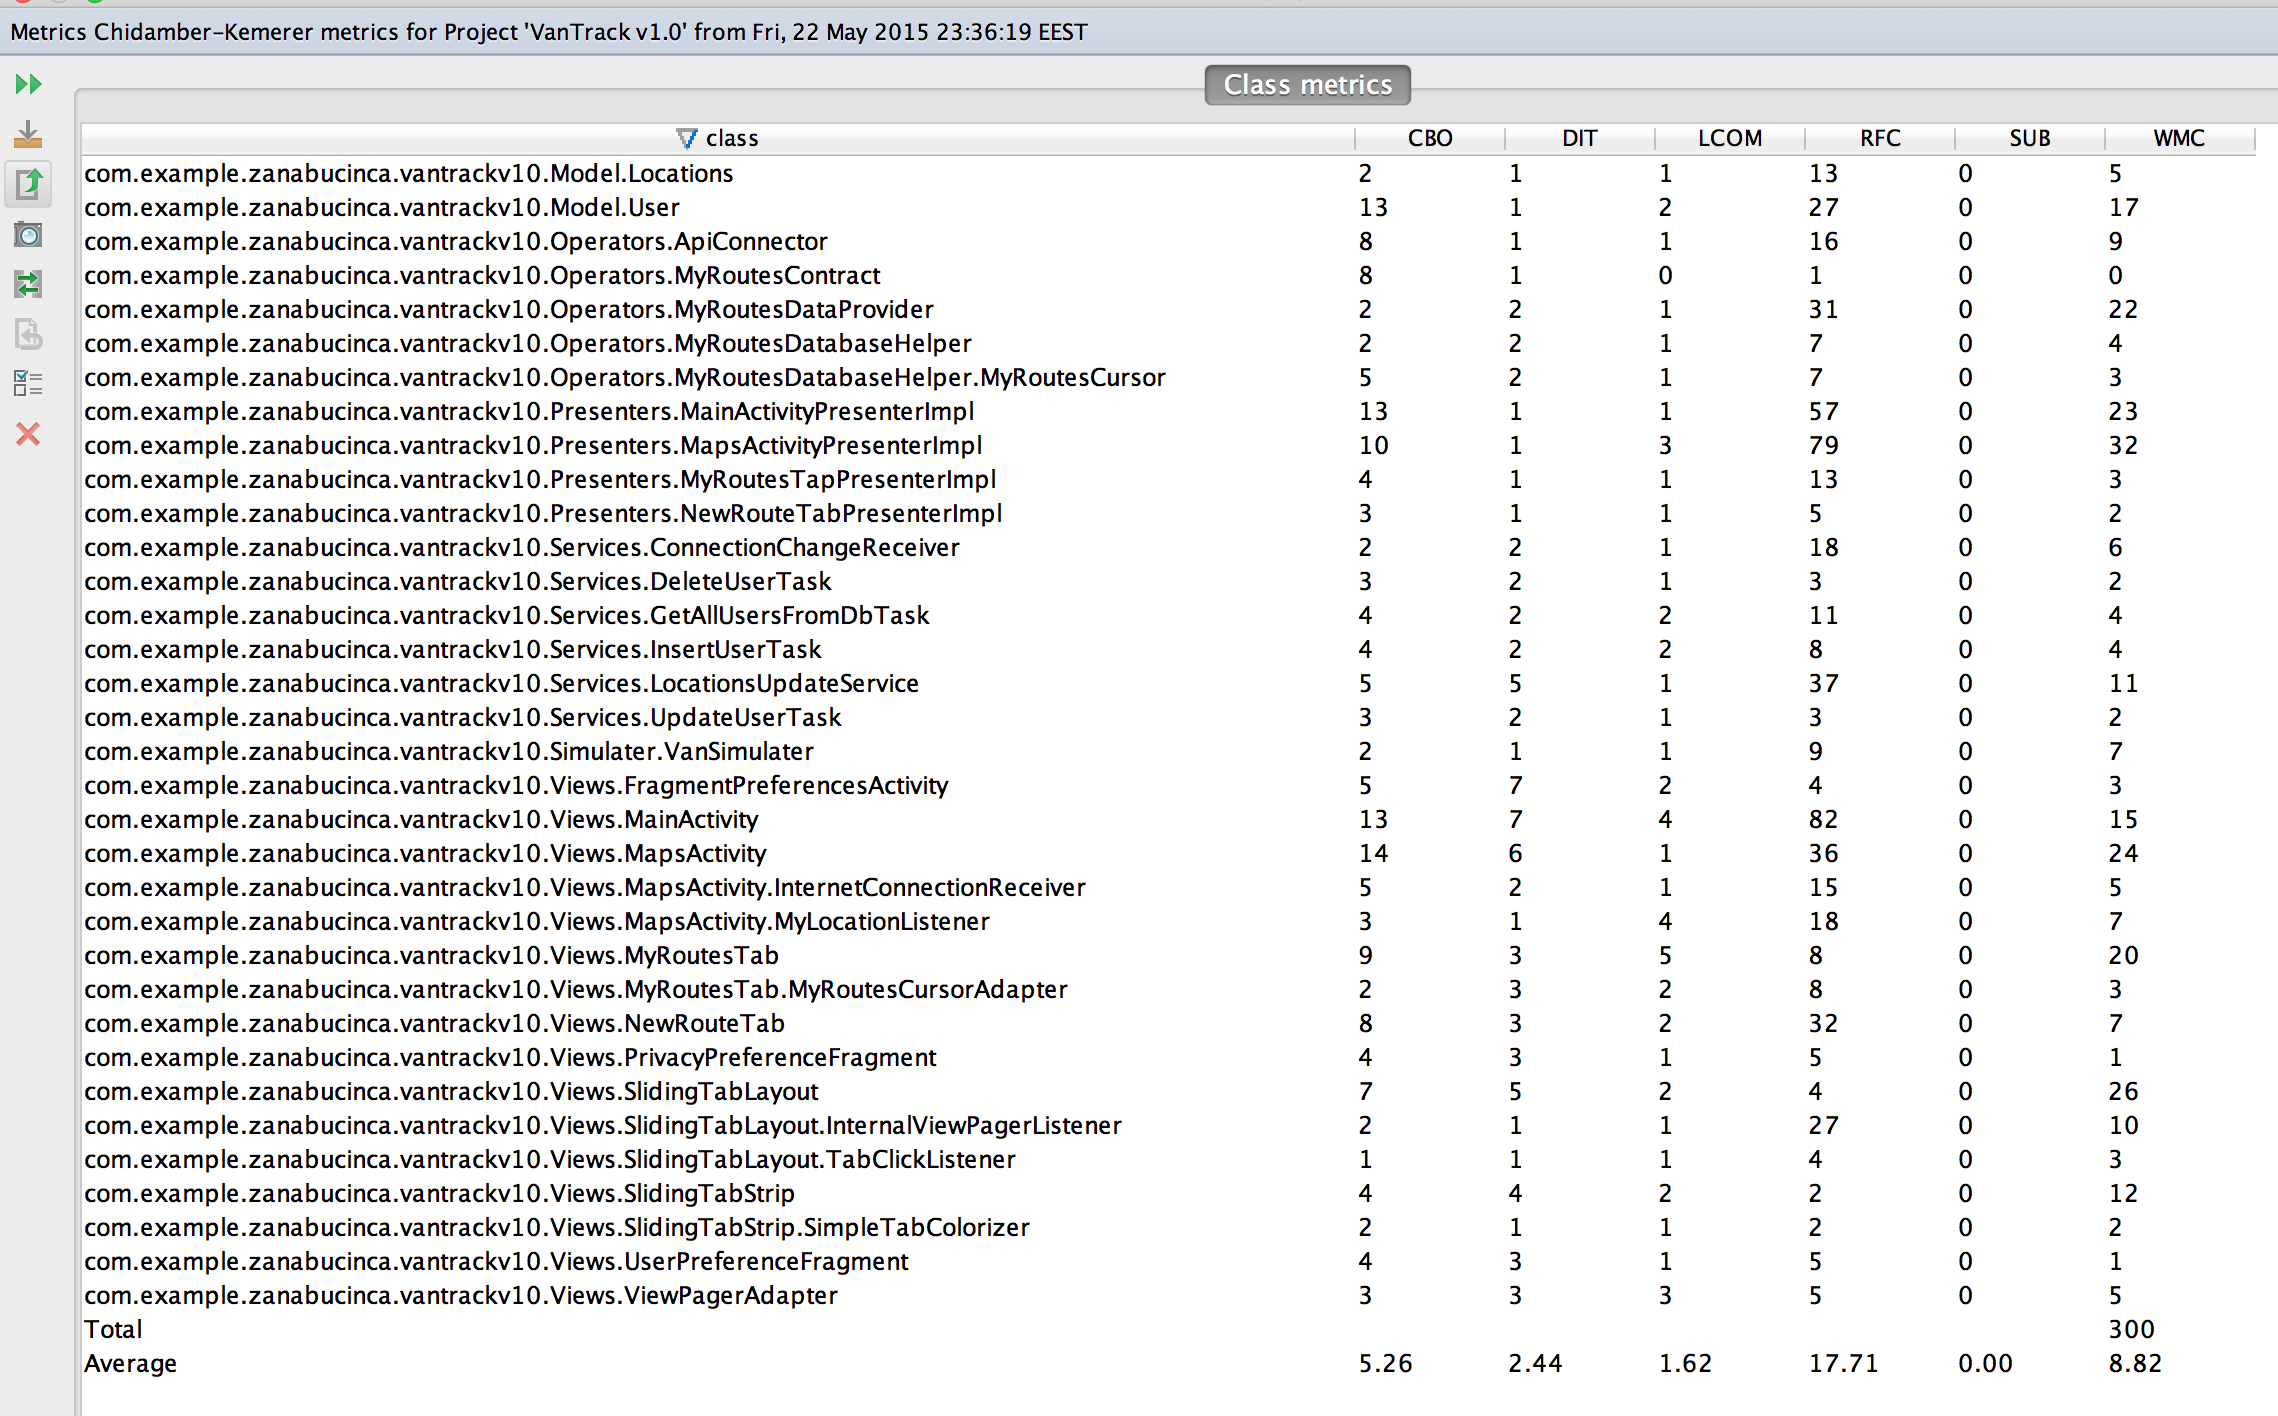 Metrics Chidamber-Kemerer metrics for Project 'VanTrack v1.0' from Fri, 22 May 2015 23:36:19 EEST
Class metrics
class CBO DIT LCOM RFC SUB WMC
com.example.zanabucinca.vantrackv10.Model.Locations 2 1 1 13 0 5
com.example.zanabucinca.vantrackv10.Model.User 13 1 2 27 0 17
com.example.zanabucinca.vantrackv10.Operators.ApiConnector 8 1 1 16 0 9
com.example.zanabucinca.vantrackv10.Operators.MyRoutesContract 8 1 0 1 0 0
com.example.zanabucinca.vantrackv10.Operators.MyRoutesDataProvider 2 2 1 31 0 22
com.example.zanabucinca.vantrackv10.Operators.MyRoutesDatabaseHelper 2 2 1 7 0 4
com.example.zanabucinca.vantrackv10.Operators.MyRoutesDatabaseHelper.MyRoutesCursor 5 2 1 7 0 3
com.example.zanabucinca.vantrackv10.Presenters.MainActivityPresenterImpl 13 1 1 57 0 23
com.example.zanabucinca.vantrackv10.Presenters.MapsActivityPresenterImpl 10 1 3 79 0 32
com.example.zanabucinca.vantrackv10.Presenters.MyRoutesTapPresenterImpl 4 1 1 13 0 3
com.example.zanabucinca.vantrackv10.Presenters.NewRouteTabPresenterImpl 3 1 1 5 0 2
com.example.zanabucinca.vantrackv10.Services.ConnectionChangeReceiver 2 2 1 18 0 6
com.example.zanabucinca.vantrackv10.Services.DeleteUserTask 3 2 1 3 0 2
com.example.zanabucinca.vantrackv10.Services.GetAllUsersFromDbTask 4 2 2 11 0 4
com.example.zanabucinca.vantrackv10.Services.InsertUserTask 4 2 2 8 0 4
com.example.zanabucinca.vantrackv10.Services.LocationsUpdateService 5 5 1 37 0 11
com.example.zanabucinca.vantrackv10.Services.UpdateUserTask 3 2 1 3 0 2
com.example.zanabucinca.vantrackv10.Simulater.VanSimulater 2 1 1 9 0 7
com.example.zanabucinca.vantrackv10.Views.FragmentPreferencesActivity 5 7 2 4 0 3
com.example.zanabucinca.vantrackv10.Views.MainActivity 13 7 4 82 0 15
com.example.zanabucinca.vantrackv10.Views.MapsActivity 14 6 1 36 0 24
com.example.zanabucinca.vantrackv10.Views.MapsActivity.InternetConnectionReceiver 5 2 1 15 0 5
com.example.zanabucinca.vantrackv10.Views.MapsActivity.MyLocationListener 3 1 4 18 0 7
com.example.zanabucinca.vantrackv10.Views.MyRoutesTab 9 3 5 8 0 20
com.example.zanabucinca.vantrackv10.Views.MyRoutesTab.MyRoutesCursorAdapter 2 3 2 8 0 3
com.example.zanabucinca.vantrackv10.Views.NewRouteTab 8 3 2 32 0 7
com.example.zanabucinca.vantrackv10.Views.PrivacyPreferenceFragment 4 3 1 5 0 1
com.example.zanabucinca.vantrackv10.Views.SlidingTabLayout 7 5 2 4 0 26
com.example.zanabucinca.vantrackv10.Views.SlidingTabLayout.InternalViewPagerListener 2 1 1 27 0 10
com.example.zanabucinca.vantrackv10.Views.SlidingTabLayout.TabClickListener 1 1 1 4 0 3
com.example.zanabucinca.vantrackv10.Views.SlidingTabStrip 4 4 2 2 0 12
com.example.zanabucinca.vantrackv10.Views.SlidingTabStrip.SimpleTabColorizer 2 1 1 2 0 2
com.example.zanabucinca.vantrackv10.Views.UserPreferenceFragment 4 3 1 5 0 1
com.example.zanabucinca.vantrackv10.Views.ViewPagerAdapter 3 3 3 5 0 5
Total 300
Average 5.26 2.44 1.62 17.71 0.00 8.82